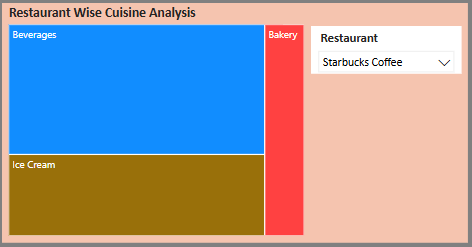 Restaurant Wise Cuisine Analysis
Beverages
Bakery
Restaurant
Starbucks Coffee
Ice Cream